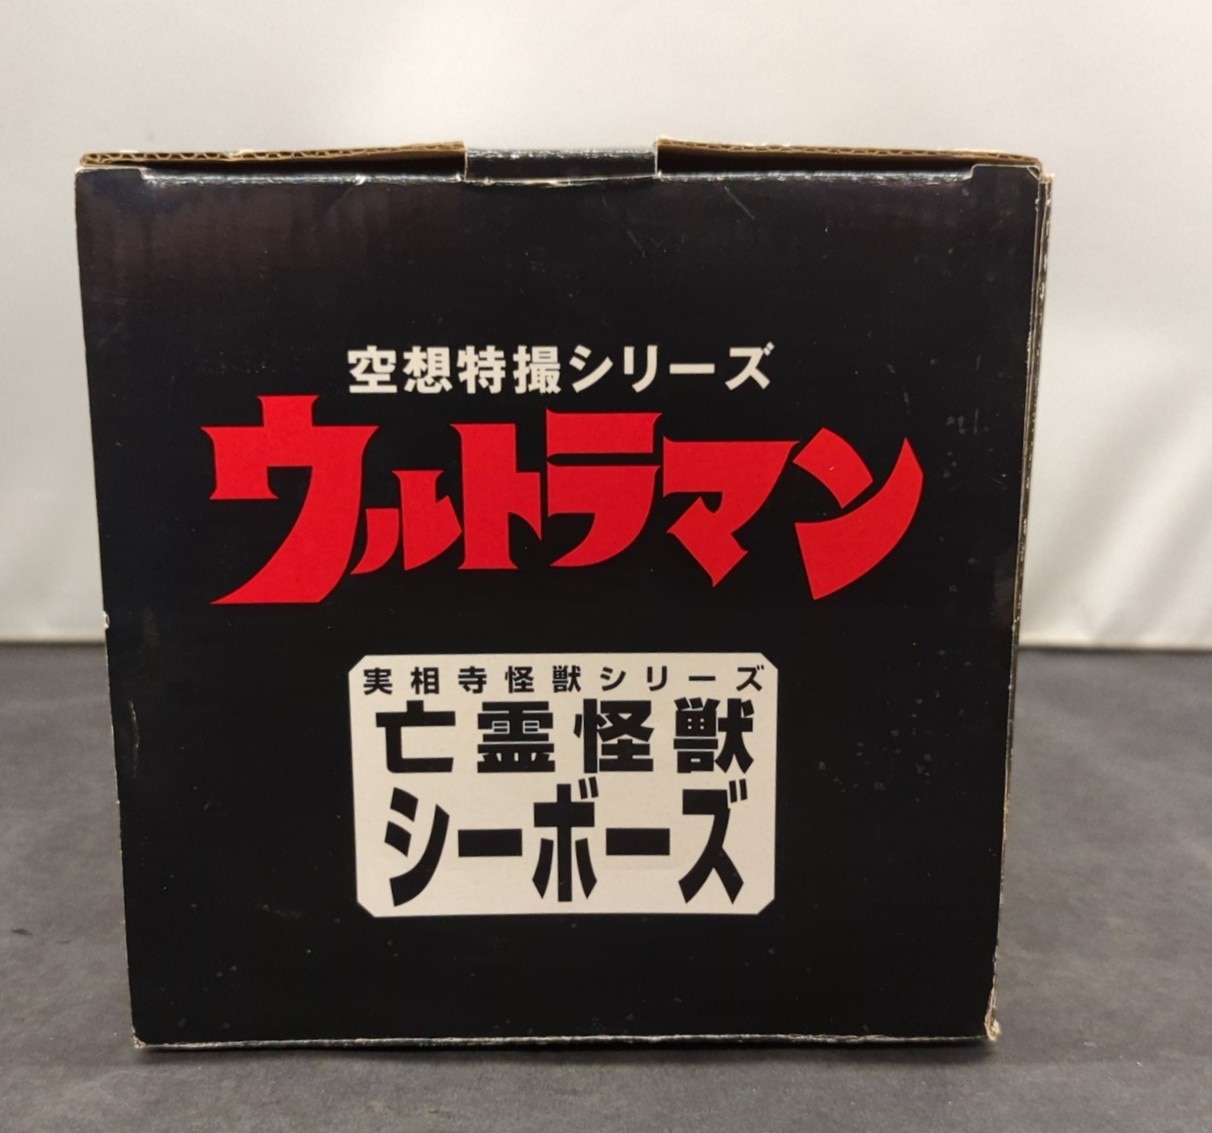 空想特撮シリーズ
ウルトラマン
実相寺怪獣シリーズ
亡霊怪獣
シーボーズ